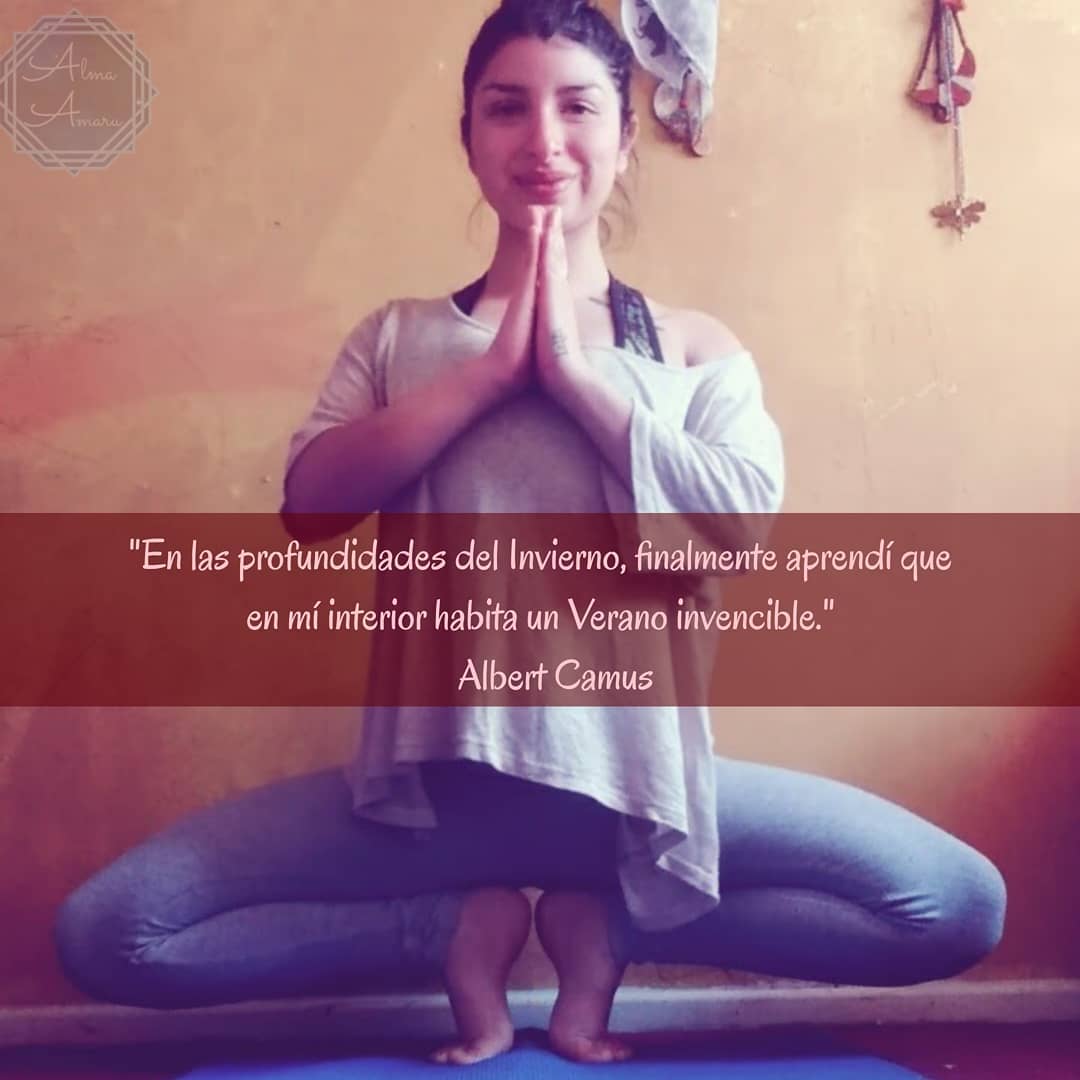 Alma
Amaru
"En las profundidades del Invierno, finalmente aprendí que
en mí interior habita un Verano invencible."
Albert Camus